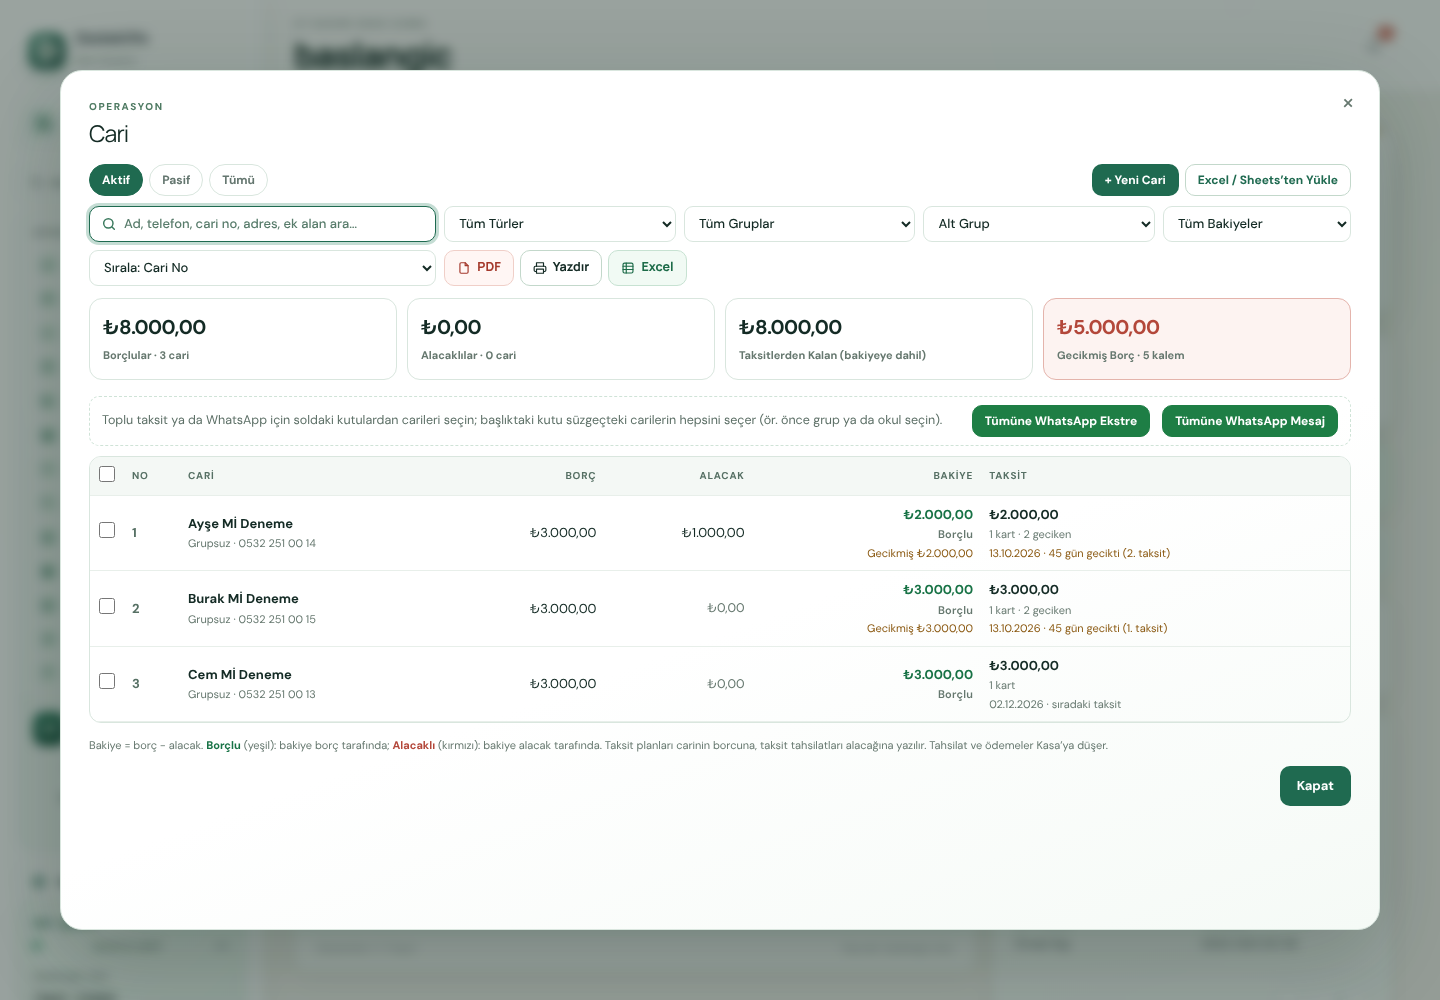 baslangic
OPERASYON
×
Cari
Aktif
Pasif
Tümü
+ Yeni Cari
Excel / Sheets'ten Yükle
Ad, telefon, cari no, adres, ek alan ara...
Tüm Türler
Tüm Gruplar
Alt Grup
Tüm Bakiyeler
Sırala: Cari No
PDF
Yazdır
Excel
₺8.000,00
Borçlular · 3 cari
₺0,00
Alacaklılar · 0 cari
₺8.000,00
Taksitlerden Kalan (bakiyeye dahil)
₺5.000,00
Gecikmiş Borç · 5 kalem
Toplu taksit ya da WhatsApp için soldaki kutulardan carileri seçin; başlıktaki kutu süzgeçteki carilerin hepsini seçer (ör. önce grup ya da okul seçin).
Tümüne WhatsApp Ekstre
Tümüne WhatsApp Mesaj
NO CARİ BORÇ ALACAK BAKİYE TAKSİT
1
Ayşe Mİ Deneme
Grupsuz · 0532 251 00 14
₺3.000,00
₺1.000,00
₺2.000,00
Borçlu
Gecikmiş ₺2.000,00
₺2.000,00
1 kart · 2 geciken
13.10.2026 · 45 gün gecikti (2. taksit)
2
Burak Mİ Deneme
Grupsuz · 0532 251 00 15
₺3.000,00
₺0,00
₺3.000,00
Borçlu
Gecikmiş ₺3.000,00
₺3.000,00
1 kart · 2 geciken
13.10.2026 · 45 gün gecikti (1. taksit)
3
Cem Mİ Deneme
Grupsuz · 0532 251 00 13
₺3.000,00
₺0,00
₺3.000,00
Borçlu
₺3.000,00
1 kart
02.12.2026 · sıradaki taksit
Bakiye = borç − alacak. Borçlu (yeşil): bakiye borç tarafında; Alacaklı (kırmızı): bakiye alacak tarafında. Taksit planları carinin borcuna, taksit tahsilatları alacağına yazılır. Tahsilat ve ödemeler Kasa'ya düşer.
Kapat